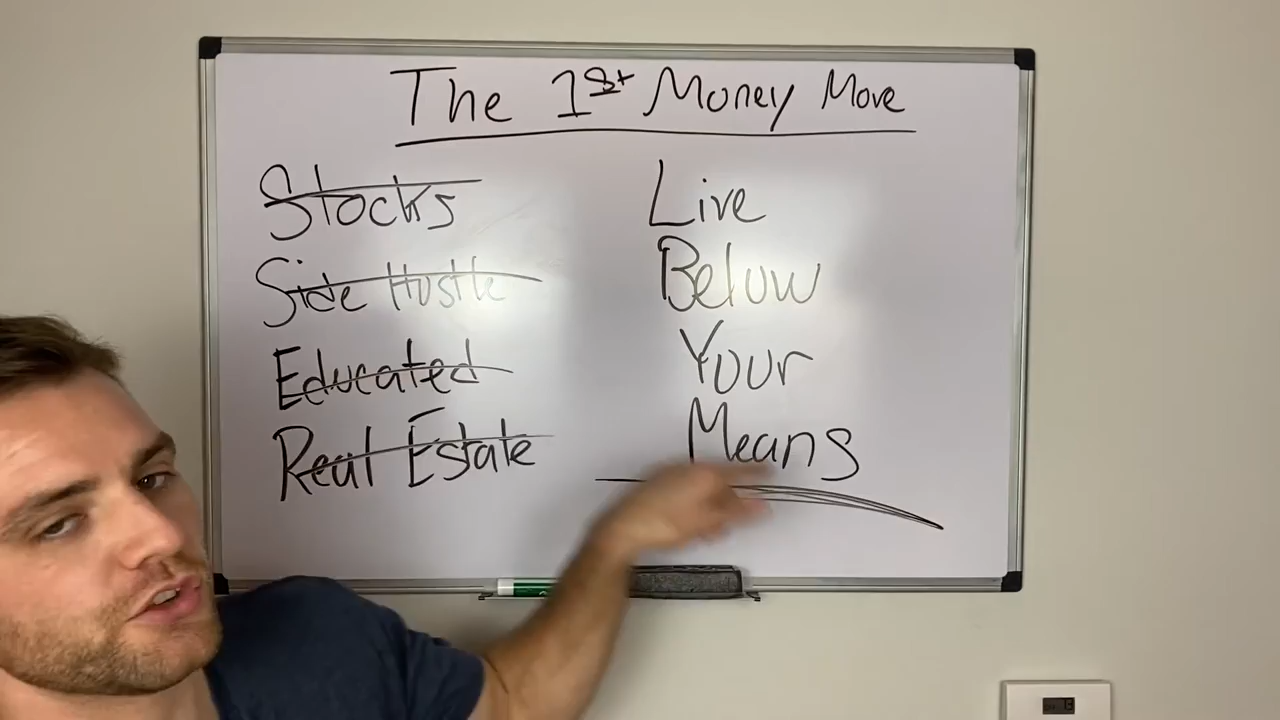 The 1st Money Move
Stocks
Side Hustle
Educated
Real Estate
Live
Below
Your
Means